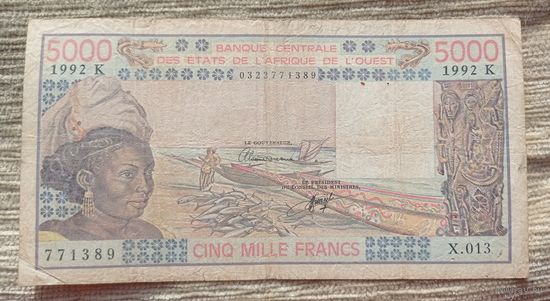 5000 BANQUE CENTRALE 5000
1992 K DES ETATS DE L'AFRIQUE DE L'OUEST 1992 K
0323771389
LE GOUVERNEUR,
LE PRÉSIDENT
DU CONSEIL DES MINISTRES,
771389 CINQ MILLE FRANCS X.013